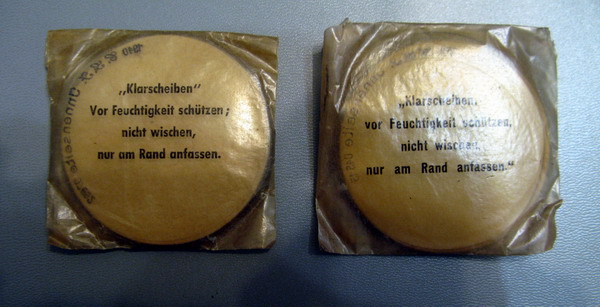 „Klarscheiben"
Vor Feuchtigkeit schützen;
nicht wischen,
nur am Rand anfassen.
„Klarscheiben,
vor Feuchtigkeit schützen,
nicht wischen,
nur am Rand anfassen."